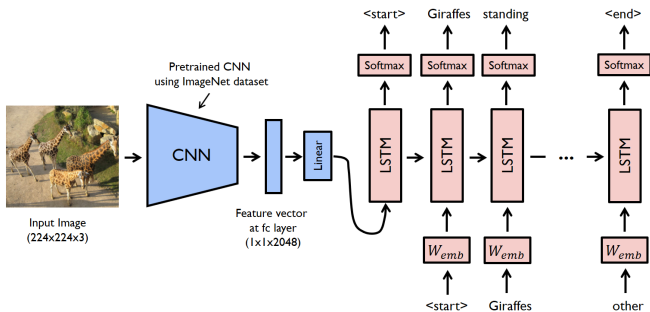 <start> Giraffes standing <end>
Softmax Softmax Softmax Softmax
Pretrained CNN
using ImageNet dataset
CNN
Linear
LSTM LSTM LSTM ... LSTM
Input Image
(224x224x3)
Feature vector
at fc layer
(1x1x2048)
W_emb W_emb W_emb
<start> Giraffes other